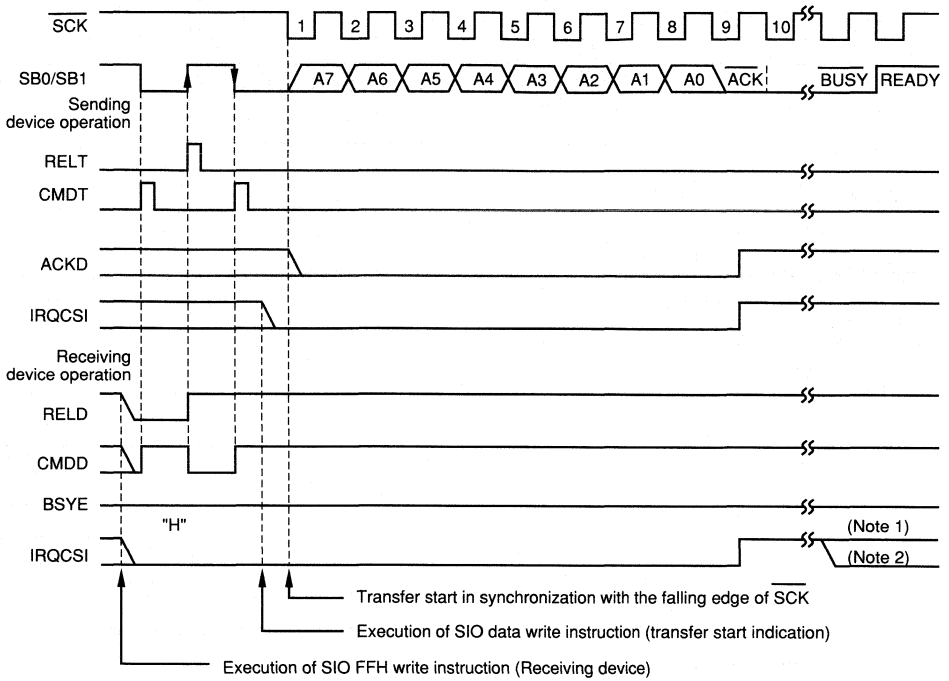 SCK
1 2 3 4 5 6 7 8 9 10
SB0/SB1
A7 A6 A5 A4 A3 A2 A1 A0 ACK BUSY READY
Sending
device operation
RELT
CMDT
ACKD
IRQCSI
Receiving
device operation
RELD
CMDD
BSYE
"H"
IRQCSI
(Note 1)
(Note 2)
Transfer start in synchronization with the falling edge of SCK
Execution of SIO data write instruction (transfer start indication)
Execution of SIO FFH write instruction (Receiving device)